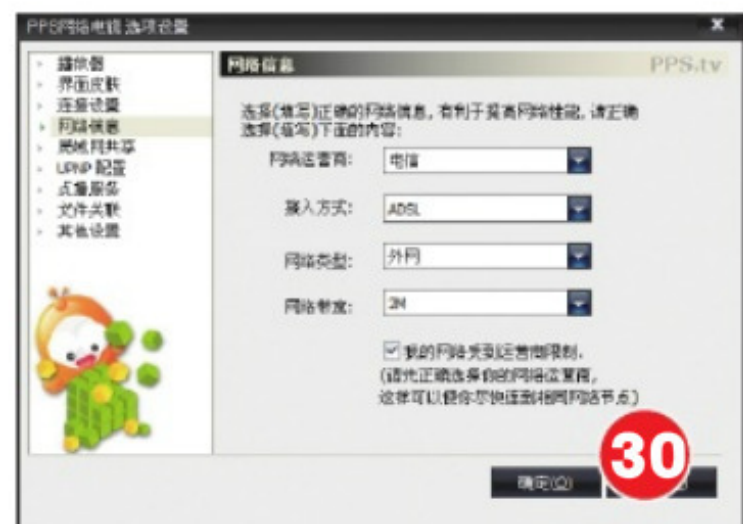 PPS网络电视 选项设置
播放器
界面皮肤
连接设置
网络信息
局域网共享
UPNP 配置
点播服务
文件关联
其他设置
网络信息
PPS.tv
选择(填写)正确的网络信息,有利于提高网络性能,请正确
选择(填写)下面的内容:
网络运营商: 电信
接入方式: ADSL
网络类型: 外网
网络带宽: 2M
我的网络受到运营商限制.
(请先正确选择你的网络运营商,
这样可以使你尽快连到相同网络节点)
确定(O)
30